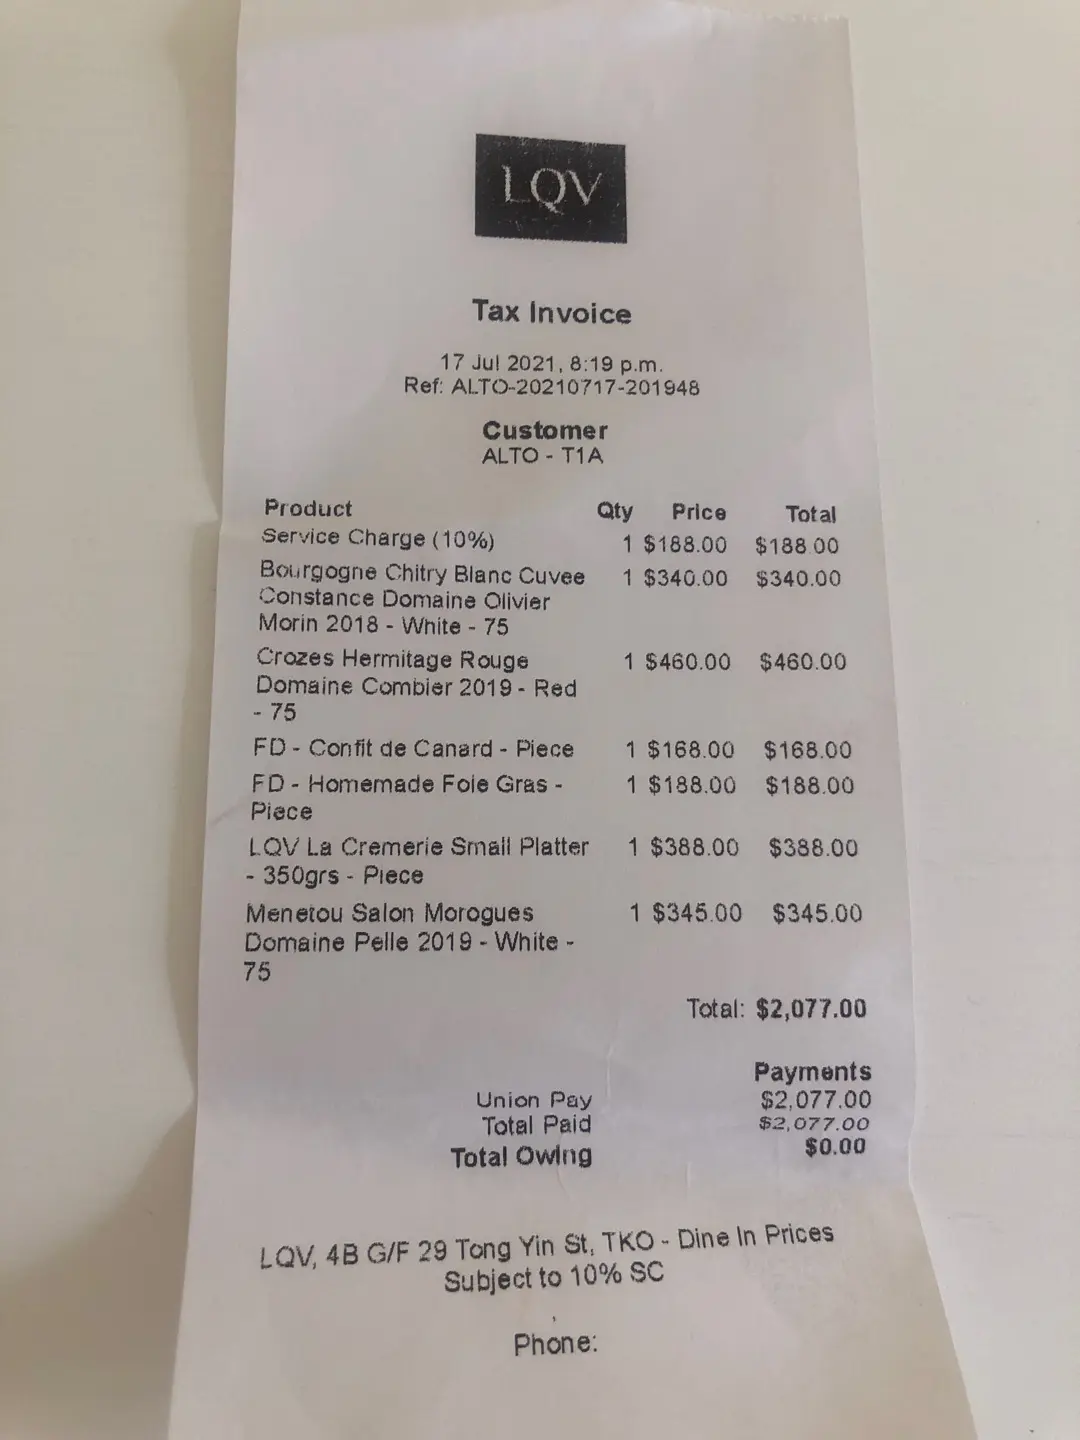 LQV
Tax Invoice
17 Jul 2021, 8:19 p.m.
Ref: ALTO-20210717-201948
Customer
ALTO - T1A
Product Qty Price Total
Service Charge (10%) 1 $188.00 $188.00
Bourgogne Chitry Blanc Cuvee 1 $340.00 $340.00
Constance Domaine Olivier
Morin 2018 - White - 75
Crozes Hermitage Rouge 1 $460.00 $460.00
Domaine Combier 2019 - Red
- 75
FD - Confit de Canard - Piece 1 $168.00 $168.00
FD - Homemade Foie Gras - 1 $188.00 $188.00
Piece
LQV La Cremerie Small Platter 1 $388.00 $388.00
- 350grs - Piece
Menetou Salon Morogues 1 $345.00 $345.00
Domaine Pelle 2019 - White -
75
Total: $2,077.00
Payments
Union Pay $2,077.00
Total Paid $2,077.00
Total Owing $0.00
LQV, 4B G/F 29 Tong Yin St, TKO - Dine In Prices
Subject to 10% SC
Phone: